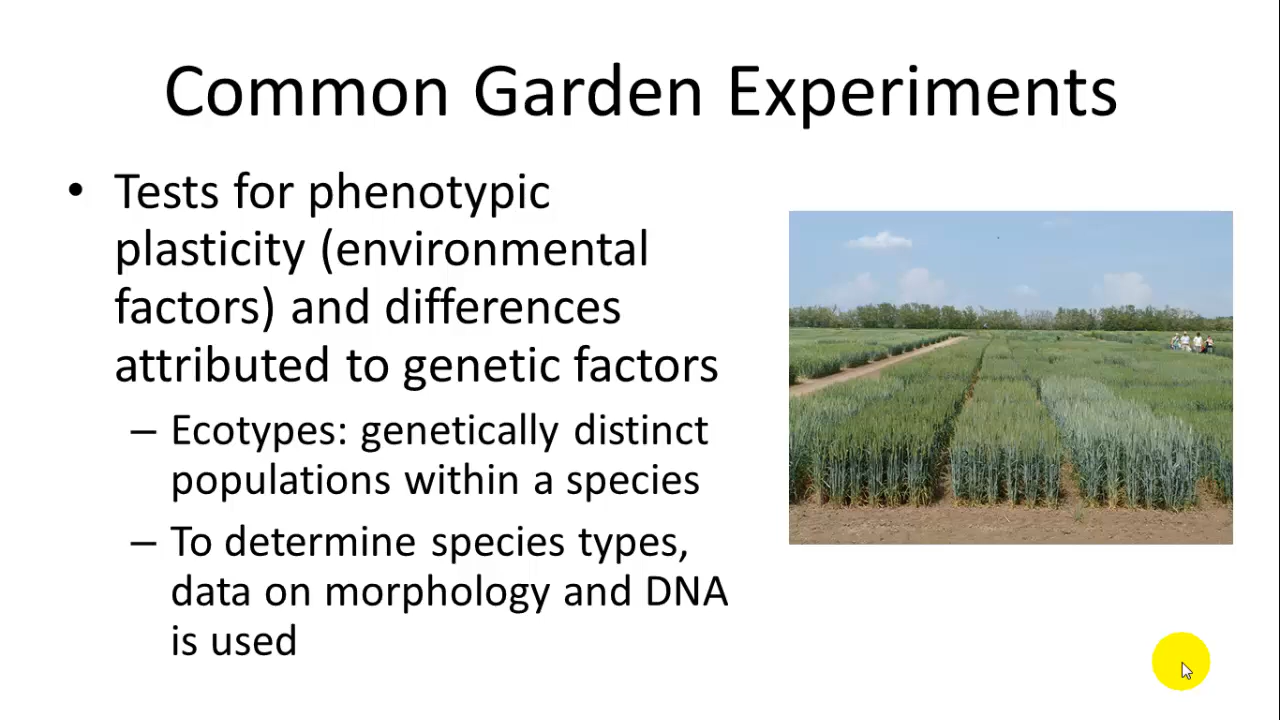 Common Garden Experiments
• Tests for phenotypic
plasticity (environmental
factors) and differences
attributed to genetic factors
– Ecotypes: genetically distinct
populations within a species
– To determine species types,
data on morphology and DNA
is used